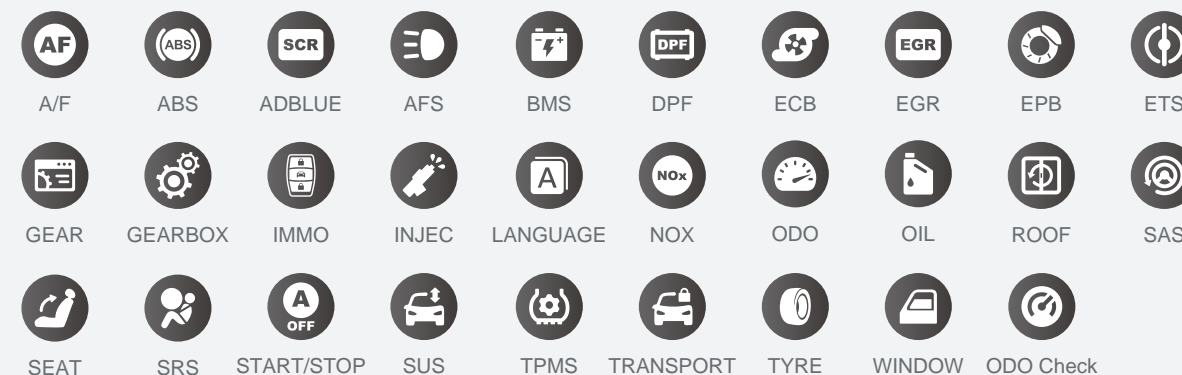 AF ABS SCR DPF EGR
A/F ABS ADBLUE AFS BMS DPF ECB EGR EPB ETS
A NOx
GEAR GEARBOX IMMO INJEC LANGUAGE NOX ODO OIL ROOF SAS
A
OFF
SEAT SRS START/STOP SUS TPMS TRANSPORT TYRE WINDOW ODO Check